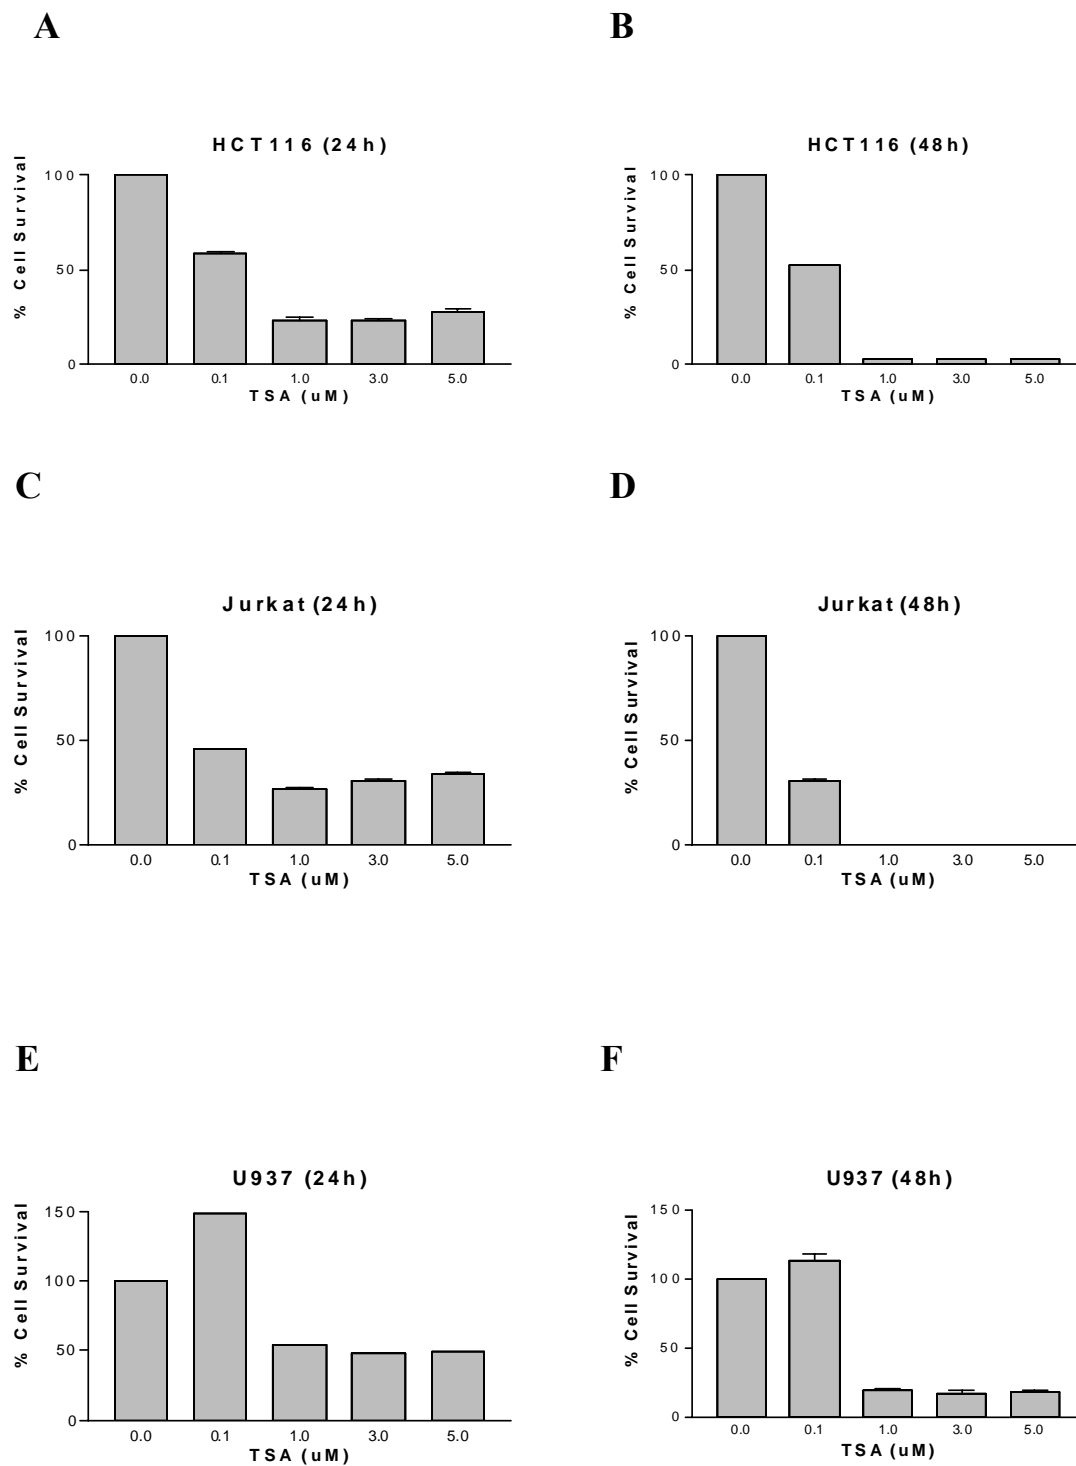 A
B
HCT116 (24h)
% Cell Survival
100
50
0
0.0 0.1 1.0 3.0 5.0
TSA (uM)
HCT116 (48h)
% Cell Survival
100
50
0
0.0 0.1 1.0 3.0 5.0
TSA (uM)
C
D
Jurkat (24h)
% Cell Survival
100
50
0
0.0 0.1 1.0 3.0 5.0
TSA (uM)
Jurkat (48h)
% Cell Survival
100
50
0
0.0 0.1 1.0 3.0 5.0
TSA (uM)
E
F
U937 (24h)
% Cell Survival
150
100
50
0
0.0 0.1 1.0 3.0 5.0
TSA (uM)
U937 (48h)
% Cell Survival
150
100
50
0
0.0 0.1 1.0 3.0 5.0
TSA (uM)